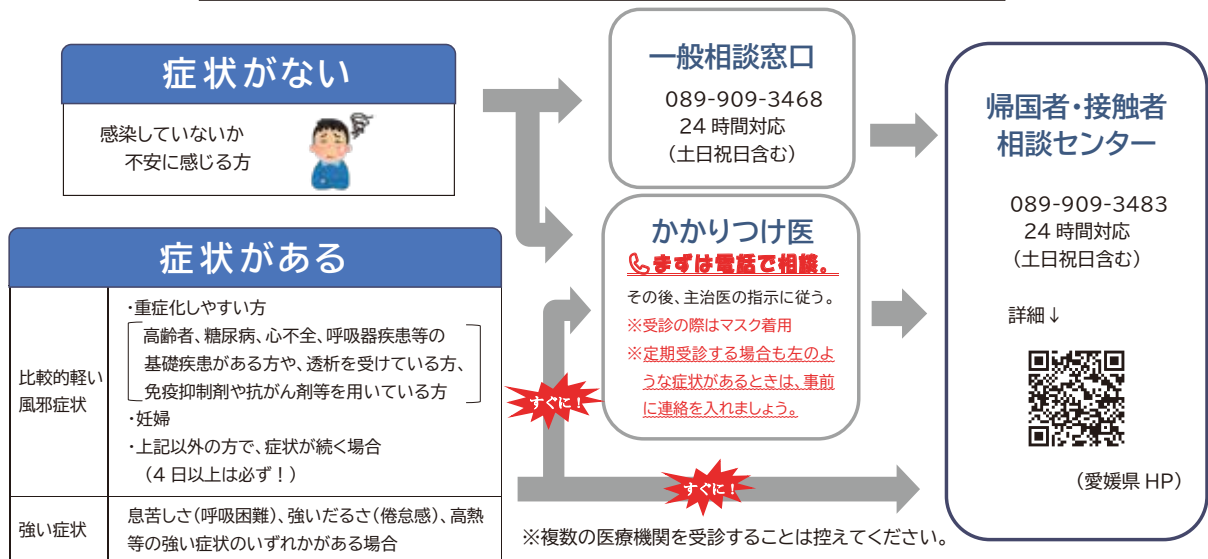 症状がない
感染していないか
不安に感じる方
症状がある
比較的軽い
風邪症状
・重症化しやすい方
高齢者、糖尿病、心不全、呼吸器疾患等の
基礎疾患がある方や、透析を受けている方、
免疫抑制剤や抗がん剤等を用いている方
・妊婦
・上記以外の方で、症状が続く場合
(4日以上は必ず!)
強い症状
息苦しさ(呼吸困難)、強いだるさ(倦怠感)、高熱
等の強い症状のいずれかがある場合
すぐに!
すぐに!
一般相談窓口
089-909-3468
24時間対応
(土日祝日含む)
かかりつけ医
まずは電話で相談。
その後、主治医の指示に従う。
※受診の際はマスク着用
※定期受診する場合も左のよ
うな症状があるときは、事前
に連絡を入れましょう。
※複数の医療機関を受診することは控えてください。
帰国者・接触者
相談センター
089-909-3483
24時間対応
(土日祝日含む)
詳細↓
(愛媛県HP)